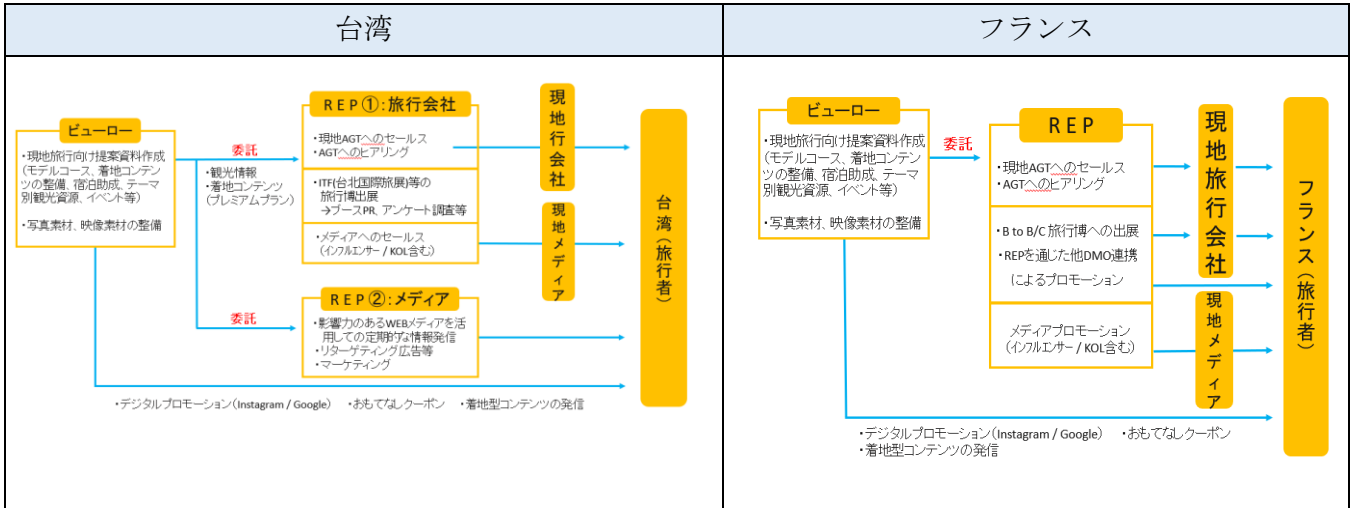 台湾
フランス
ビューロー
・現地旅行向け提案資料作成
(モデルコース、着地コンテン
ツの整備、宿泊助成、テーマ
別観光資源、イベント等)
・写真素材、映像素材の整備
委託
・観光情報
・着地コンテンツ
(プレミアムプラン)
委託
REP①:旅行会社
・現地AGTへのセールス
・AGTへのヒアリング
・ITF(台北国際旅展)等の
旅行博出展
→ブースPR、アンケート調査等
・メディアへのセールス
(インフルエンサー / KOL含む)
REP②:メディア
・影響力のあるWEBメディアを活
用しての定期的な情報発信
・リターゲティング広告等
・マーケティング
現地行会社
現地メディア
台湾(旅行者)
・デジタルプロモーション(Instagram / Google)　・おもてなしクーポン　・着地型コンテンツの発信
ビューロー
・現地旅行向け提案資料作成
(モデルコース、着地コンテン
ツの整備、宿泊助成、テーマ
別観光資源、イベント等)
・写真素材、映像素材の整備
委託
REP
・現地AGTへのセールス
・AGTへのヒアリング
・B to B/C 旅行博への出展
・REPを通じた他DMO連携
によるプロモーション
メディアプロモーション
(インフルエンサー / KOL含む)
現地旅行会社
現地メディア
フランス(旅行者)
・デジタルプロモーション(Instagram / Google)　・おもてなしクーポン
・着地型コンテンツの発信